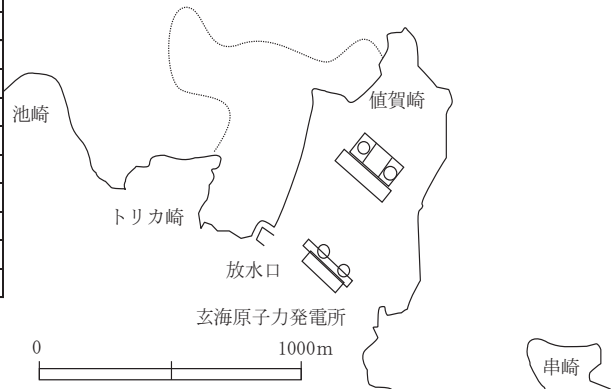 値賀崎
池崎
トリカ崎
放水口
玄海原子力発電所
0 1000m
串崎